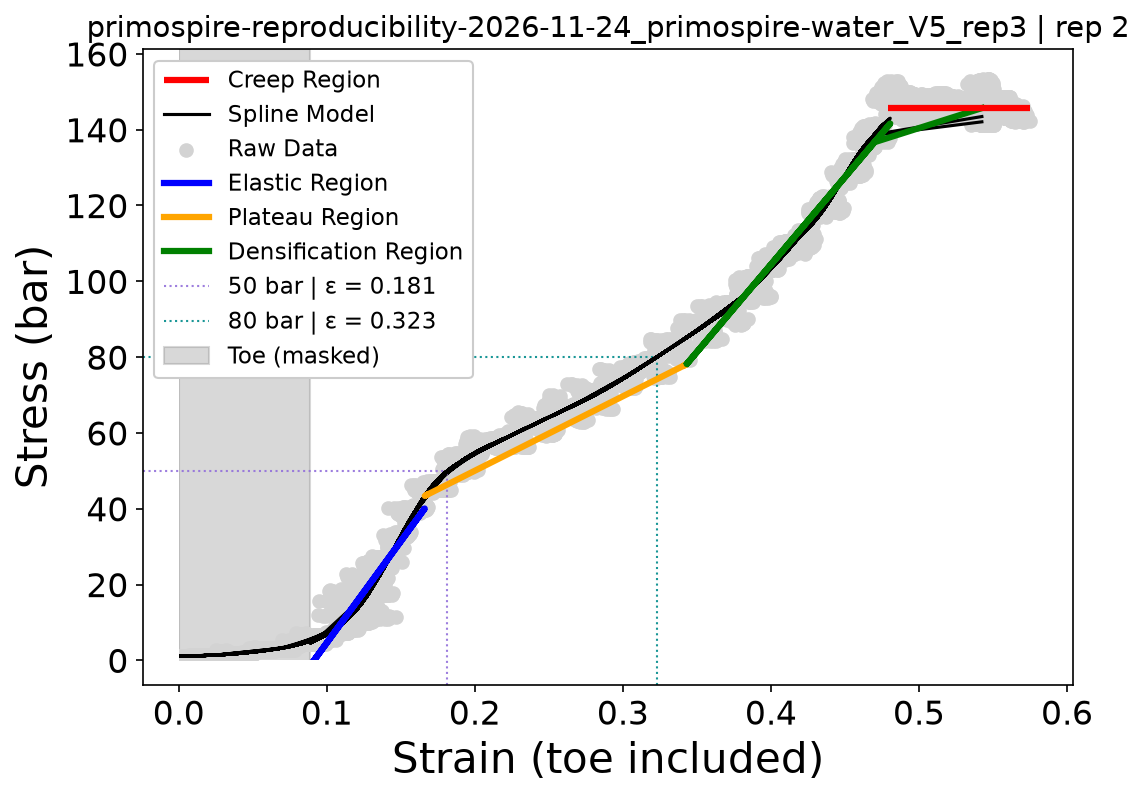 primospire-reproducibility-2026-11-24_primospire-water_V5_rep3 | rep 2
Stress (bar)
160
140
120
100
80
60
40
20
0
Creep Region
Spline Model
Raw Data
Elastic Region
Plateau Region
Densification Region
50 bar | ε = 0.181
80 bar | ε = 0.323
Toe (masked)
0.0 0.1 0.2 0.3 0.4 0.5 0.6
Strain (toe included)